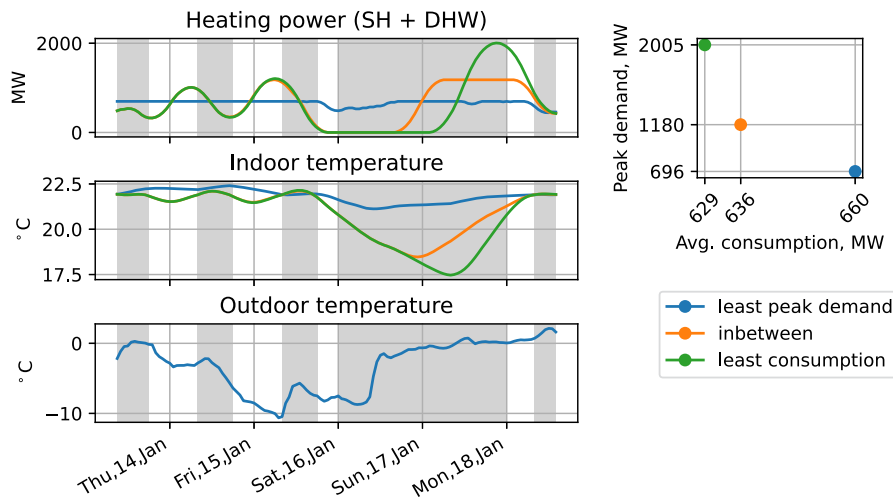 Heating power (SH + DHW)
2000
0
MW
Indoor temperature
22.5
20.0
17.5
°C
Outdoor temperature
0
−10
°C
Thu,14,Jan
Fri,15,Jan
Sat,16,Jan
Sun,17,Jan
Mon,18,Jan
2005
1180
696
Peak demand, MW
629
636
660
Avg. consumption, MW
least peak demand
inbetween
least consumption